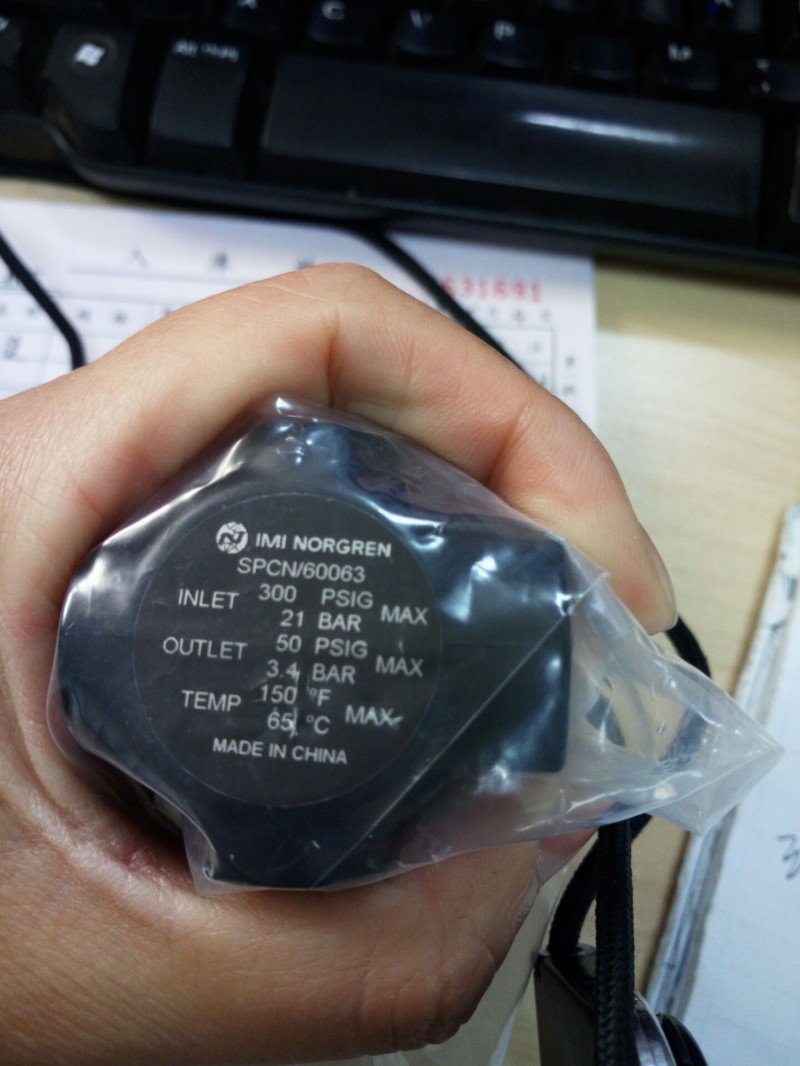 C V B
631691
IMI NORGREN
SPCN/60063
INLET 300 PSIG MAX
21 BAR
OUTLET 50 PSIG MAX
3.4 BAR
TEMP 150 °F MAX
65 °C
MADE IN CHINA